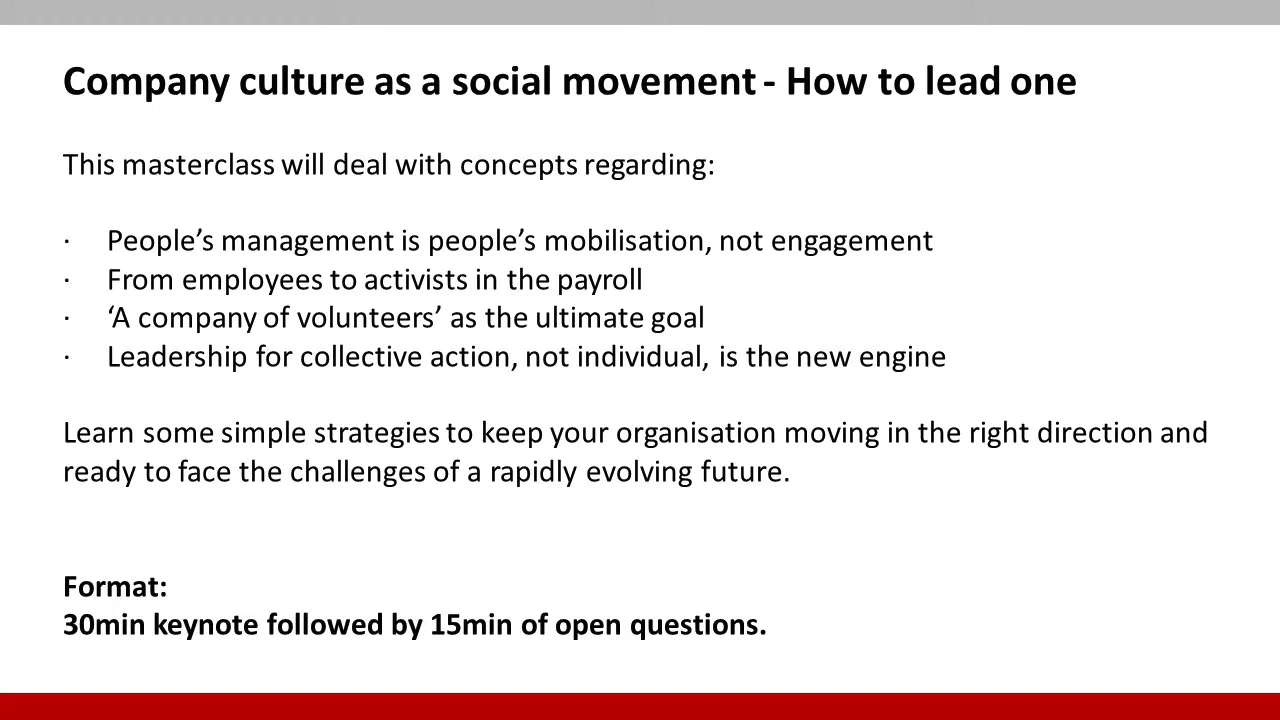 Company culture as a social movement - How to lead one
This masterclass will deal with concepts regarding:
· People’s management is people’s mobilisation, not engagement
· From employees to activists in the payroll
· ‘A company of volunteers’ as the ultimate goal
· Leadership for collective action, not individual, is the new engine
Learn some simple strategies to keep your organisation moving in the right direction and
ready to face the challenges of a rapidly evolving future.
Format:
30min keynote followed by 15min of open questions.